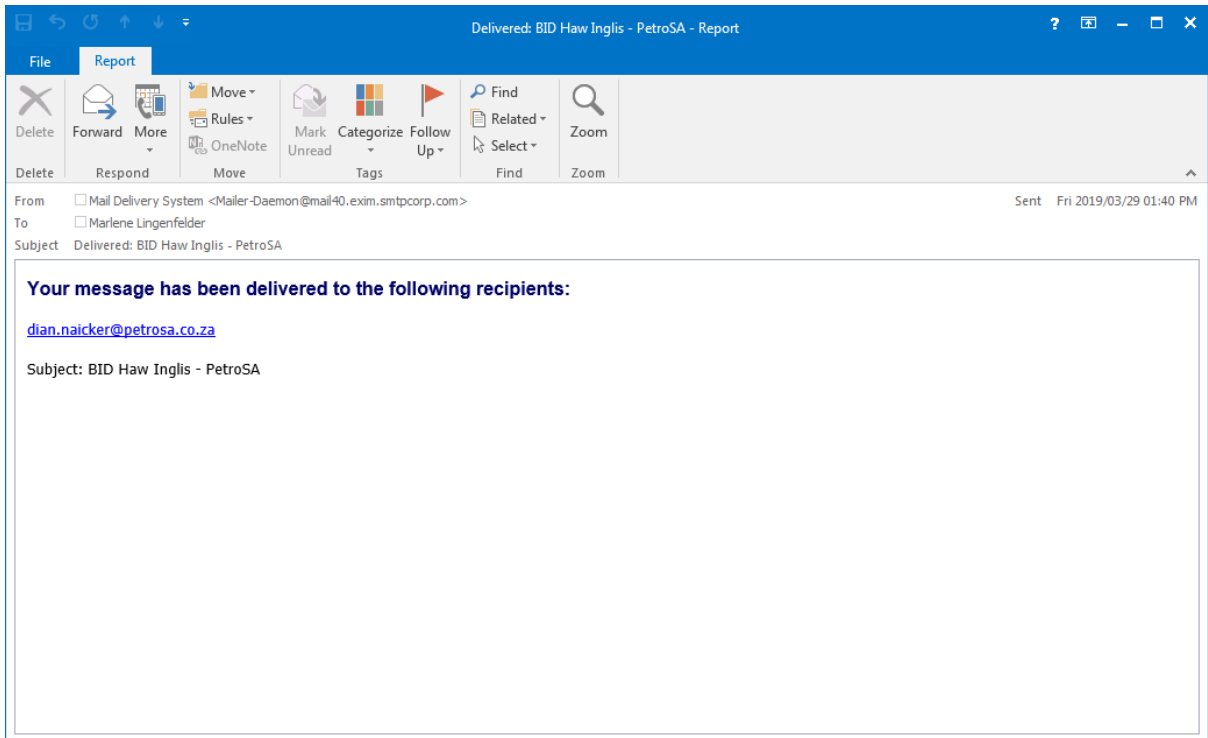 Delivered: BID Haw Inglis - PetroSA - Report
?
File Report
Delete
Forward
More
Move
Rules
OneNote
Mark Unread
Categorize
Follow Up
Find
Related
Select
Zoom
Delete Respond Move Tags Find Zoom
From Mail Delivery System <Mailer-Daemon@mail40.exim.smtpcorp.com> Sent Fri 2019/03/29 01:40 PM
To Marlene Lingenfelder
Subject Delivered: BID Haw Inglis - PetroSA
Your message has been delivered to the following recipients:
dian.naicker@petrosa.co.za
Subject: BID Haw Inglis - PetroSA